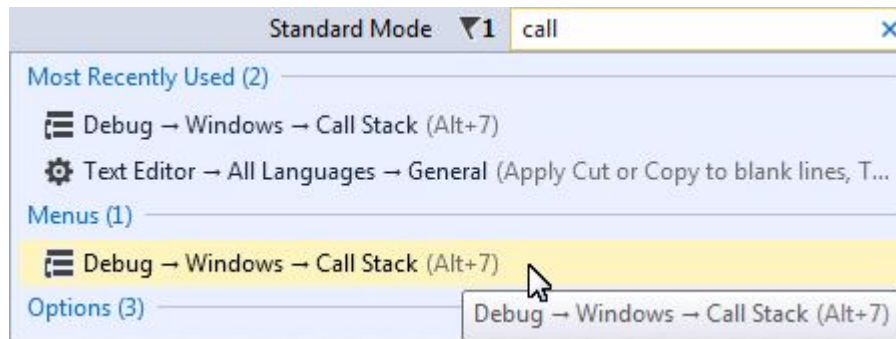 Standard Mode 1 call
Most Recently Used (2)
Debug → Windows → Call Stack (Alt+7)
Text Editor → All Languages → General (Apply Cut or Copy to blank lines, T...
Menus (1)
Debug → Windows → Call Stack (Alt+7)
Options (3)
Debug → Windows → Call Stack (Alt+7)